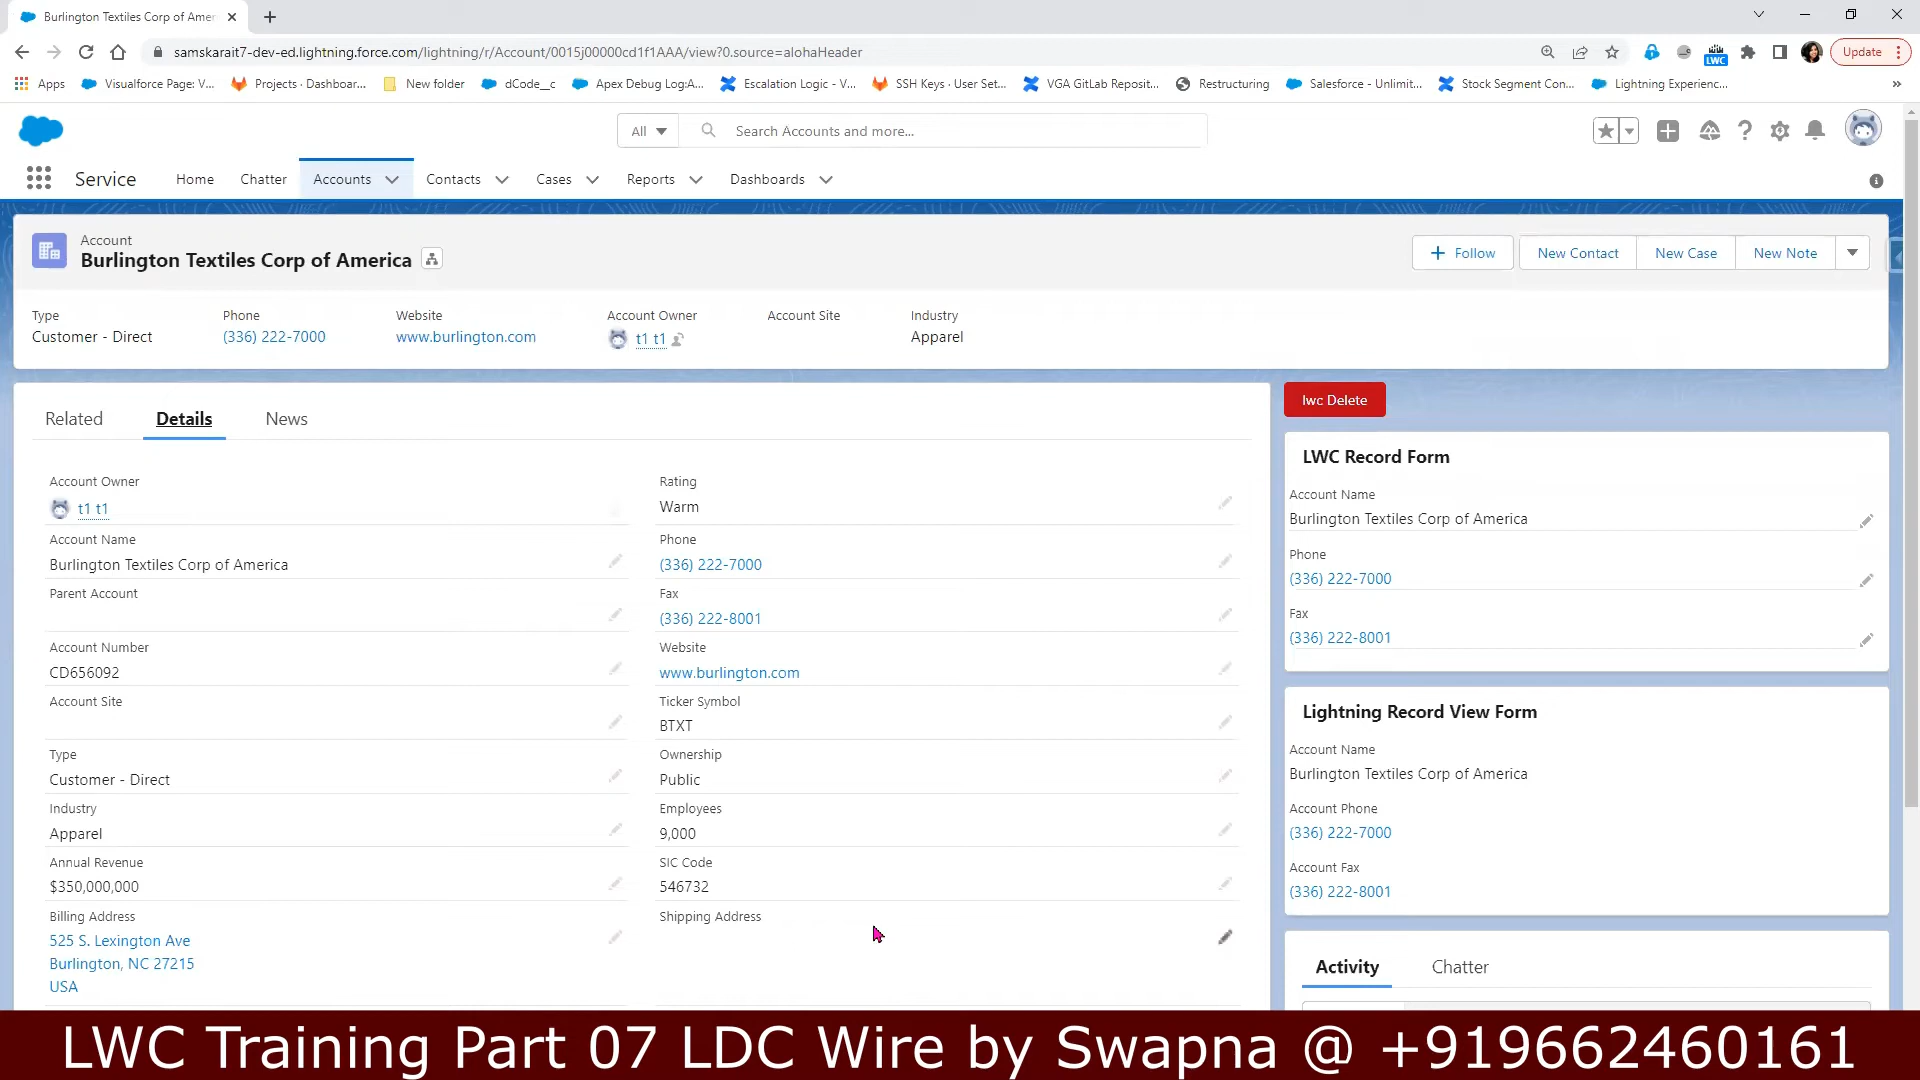 Burlington Textiles Corp of Amer
samskarait7-dev-ed.lightning.force.com/lightning/r/Account/0015j00000cd1f1AAA/view?0.source=alohaHeader
Update
Apps
Visualforce Page: V...
Projects · Dashboar...
New folder
dCode__c
Apex Debug Log:A...
Escalation Logic - V...
SSH Keys · User Set...
VGA GitLab Reposit...
Restructuring
Salesforce - Unlimit...
Stock Segment Con...
Lightning Experienc...
LWC
All
Search Accounts and more...
Service
Home
Chatter
Accounts
Contacts
Cases
Reports
Dashboards
Account
Burlington Textiles Corp of America
Follow
New Contact
New Case
New Note
Type
Customer - Direct
Phone
(336) 222-7000
Website
www.burlington.com
Account Owner
t1 t1
Account Site
Industry
Apparel
Related
Details
News
Account Owner
t1 t1
Rating
Warm
Account Name
Burlington Textiles Corp of America
Phone
(336) 222-7000
Parent Account
Fax
(336) 222-8001
Account Number
CD656092
Website
www.burlington.com
Account Site
Ticker Symbol
BTXT
Type
Customer - Direct
Ownership
Public
Industry
Apparel
Employees
9,000
Annual Revenue
$350,000,000
SIC Code
546732
Billing Address
525 S. Lexington Ave
Burlington, NC 27215
USA
Shipping Address
lwc Delete
LWC Record Form
Account Name
Burlington Textiles Corp of America
Phone
(336) 222-7000
Fax
(336) 222-8001
Lightning Record View Form
Account Name
Burlington Textiles Corp of America
Account Phone
(336) 222-7000
Account Fax
(336) 222-8001
Activity
Chatter
LWC Training Part 07 LDC Wire by Swapna @ +919662460161